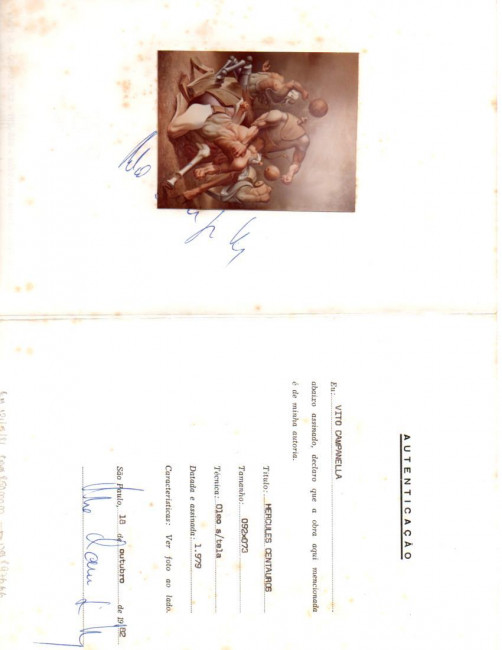 AUTENTICAÇÃO
Eu: VITO CAMPANELLA
abaixo assinado, declaro que a obra aqui mencionada
é de minha autoria.
Título: HERCULES CENTAUROS
Tamanho: 092x073
Técnica: Oleo s/tela
Datada e assinada: 1.979
Características: Ver foto ao lado.
São Paulo, 18 de outubro de 1982